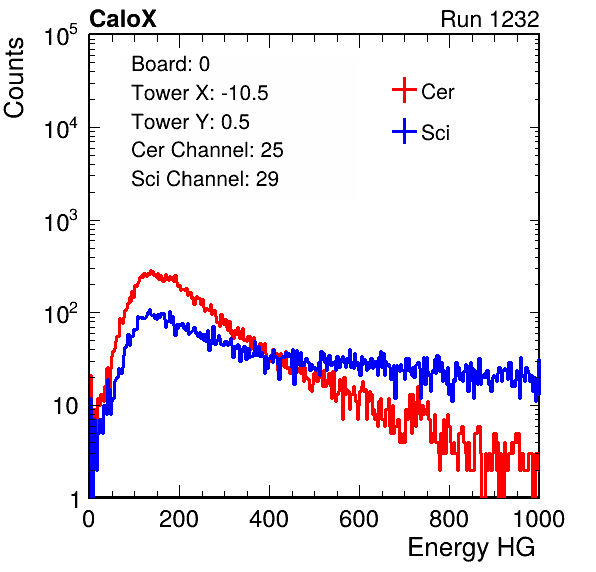 CaloX Run 1232
Counts
10^5
10^4
10^3
10^2
10
1
Board: 0
Tower X: -10.5
Tower Y: 0.5
Cer Channel: 25
Sci Channel: 29
Cer
Sci
0 200 400 600 800 1000
Energy HG